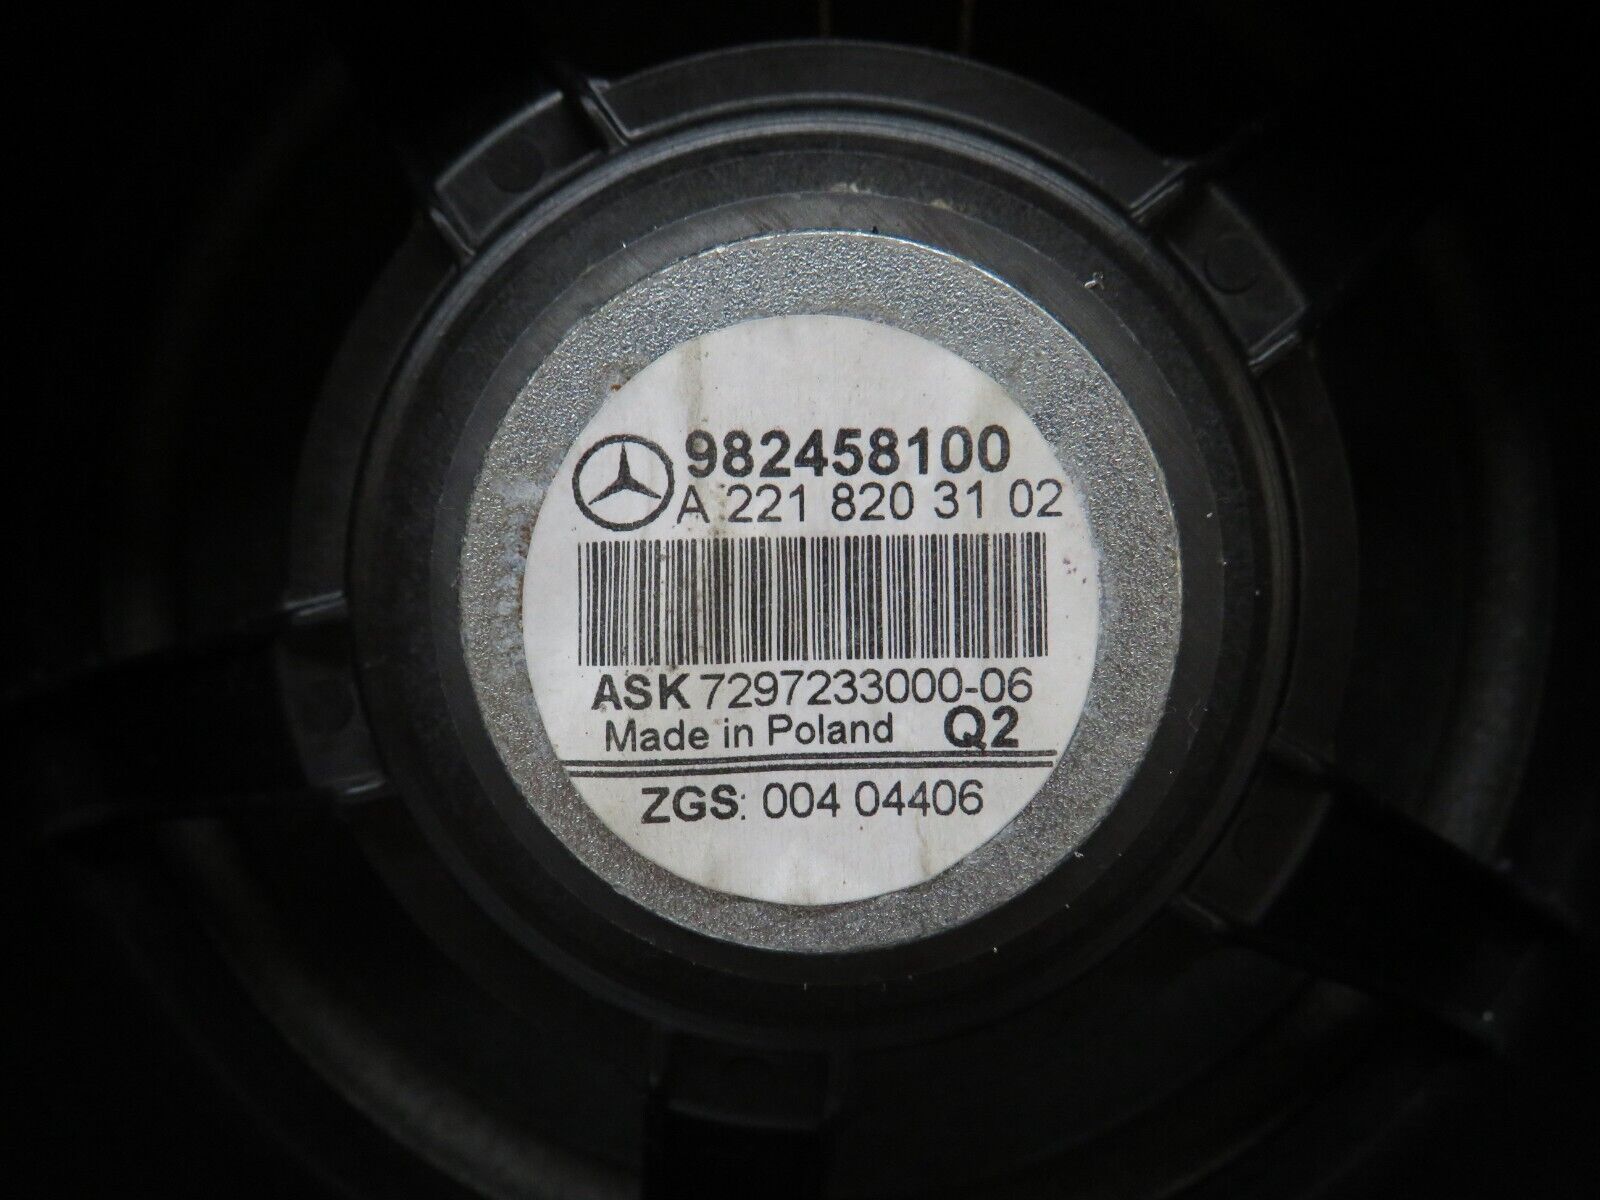 982458100
A 221 820 31 02
ASK 7297233000-06
Made in Poland Q2
ZGS: 004 04406